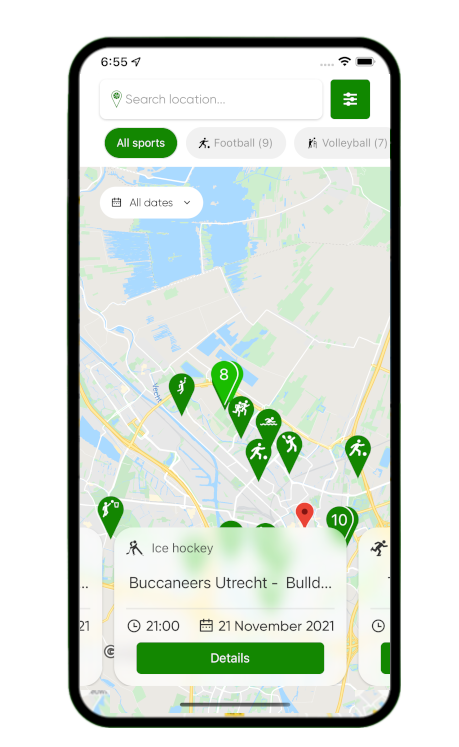 6:55
Search location...
All sports
Football (9)
Volleyball (7)
All dates
Vecht
8
10
Ice hockey
...
Buccaneers Utrecht - Bulld...
21
21:00
21 November 2021
Details